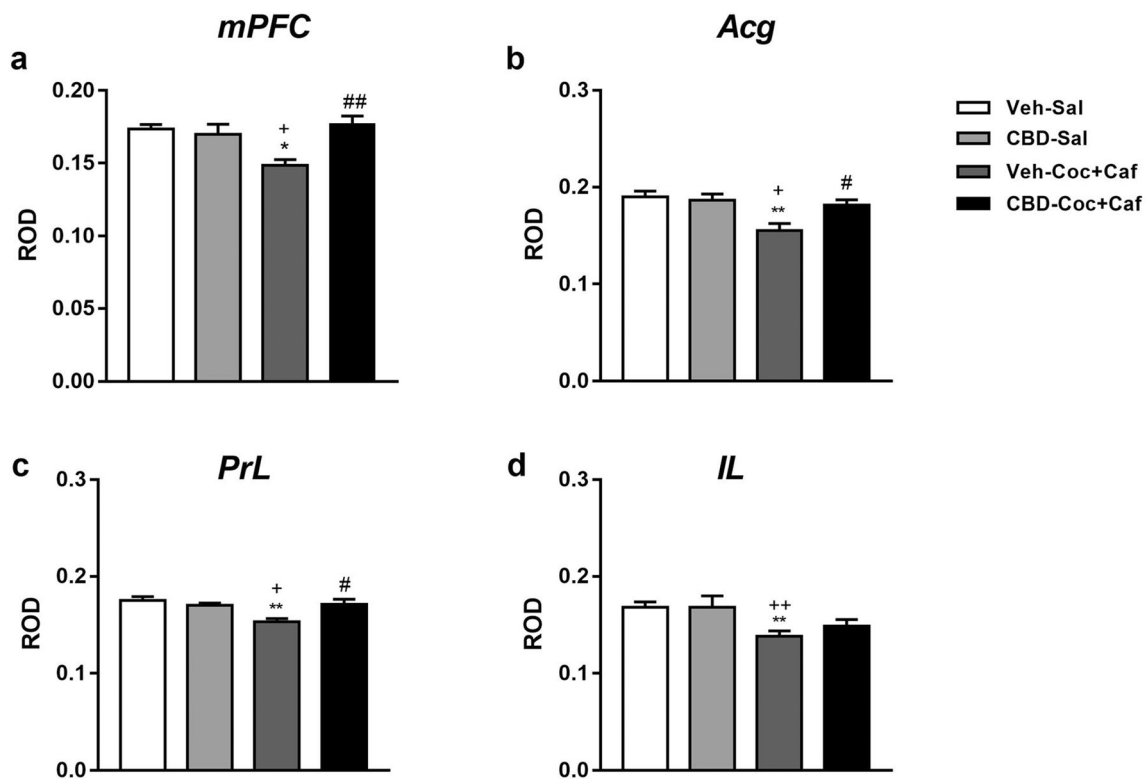 mPFC
a
0.20
0.15
0.10
0.05
0.00
ROD
+
*
##
Acg
b
0.3
0.2
0.1
0.0
ROD
+
**
#
Veh-Sal
CBD-Sal
Veh-Coc+Caf
CBD-Coc+Caf
PrL
c
0.3
0.2
0.1
0.0
ROD
+
**
#
IL
d
0.3
0.2
0.1
0.0
ROD
++
**